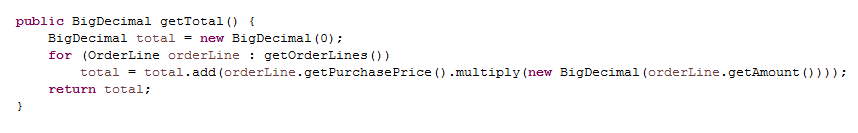 public BigDecimal getTotal() {
    BigDecimal total = new BigDecimal(0);
    for (OrderLine orderLine : getOrderLines())
        total = total.add(orderLine.getPurchasePrice().multiply(new BigDecimal(orderLine.getAmount())));
    return total;
}